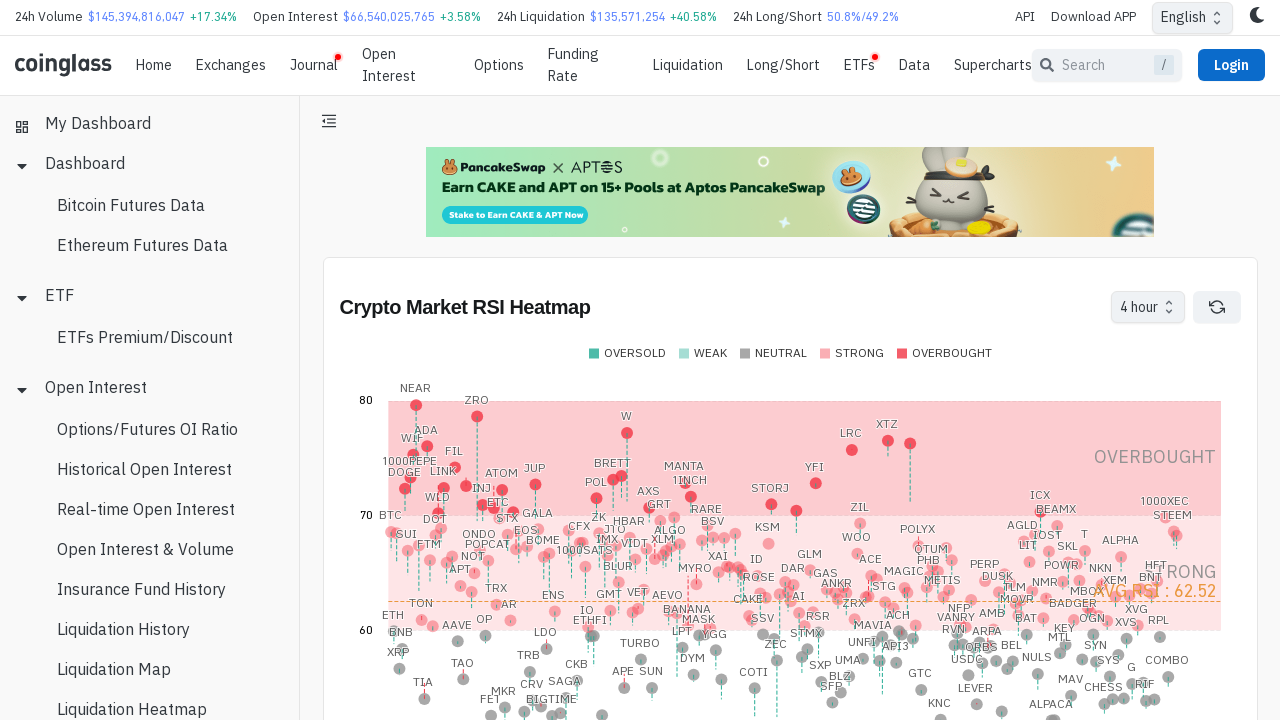 24h Volume $145,394,816,047 +17.34% Open Interest $66,540,025,765 +3.58% 24h Liquidation $135,571,254 +40.58% 24h Long/Short 50.8%/49.2% API Download APP English
coinglass Home Exchanges Journal Open Interest Options Funding Rate Liquidation Long/Short ETFs Data Supercharts Search / Login
My Dashboard
Dashboard
Bitcoin Futures Data
Ethereum Futures Data
ETF
ETFs Premium/Discount
Open Interest
Options/Futures OI Ratio
Historical Open Interest
Real-time Open Interest
Open Interest & Volume
Insurance Fund History
Liquidation History
Liquidation Map
Liquidation Heatmap
PancakeSwap × APTOS
Earn CAKE and APT on 15+ Pools at Aptos PancakeSwap
Stake to Earn CAKE & APT Now
Crypto Market RSI Heatmap
4 hour
OVERSOLD WEAK NEUTRAL STRONG OVERBOUGHT
80
NEAR
ZRO
W
XTZ
ADA
WIF
LRC
FIL
OVERBOUGHT
1000PEPE
DOGE
LINK
ATOM
JUP
BRETT
MANTA
YFI
POL
1INCH
INJ
STORJ
AXS
WLD
ETC
GRT
RARE
ZIL
ICX
1000XEC
70
BTC
DOT
STX
GALA
ZK
HBAR
BSV
KSM
BEAMX
STEEM
SUI
EOS
CFX
JTO
ALGO
POLYX
AGLD
ONDO
BOME
IMX
XLM
WOO
IOST
T
FTM
POPCAT
1000SATS
VIDT
OTUM
LIT
SKL
ALPHA
NOT
XAI
ID
GLM
ACE
PHB
APT
BLUR
MYRO
DAR
GAS
MAGIC
PERP
POWR
NKN
HFT
ROSE
ANKR
METIS
DUSK
NMR
XEM
BNT
STRONG
TRX
GMT
VET
AEVO
AI
STG
TLM
MBOX
AVG RSI : 62.52
TON
AR
ENS
CAKE
ZRX
NFP
MOVR
BADGER
ETH
IO
BANANA
RSR
ACH
AMB
XVG
AAVE
OP
ETHFI
MASK
SSV
MAVIA
VANRY
BAT
OGN
XVS
RPL
60
BNB
LDO
LPT
YGG
STMX
RVN
ARPA
KEY
XRP
TURBO
ZEC
UNFI
API3
ORBS
BEL
MTL
SYN
TAO
TRB
CKB
DYM
SXP
UMA
USDC
NULS
SYS
COMBO
TIA
APE
SUN
COTI
BLZ
GTC
G
CRV
SAGA
MAV
CHESS
RIF
MKR
SFP
LEVER
FET
BIGTIME
KNC
ALPACA